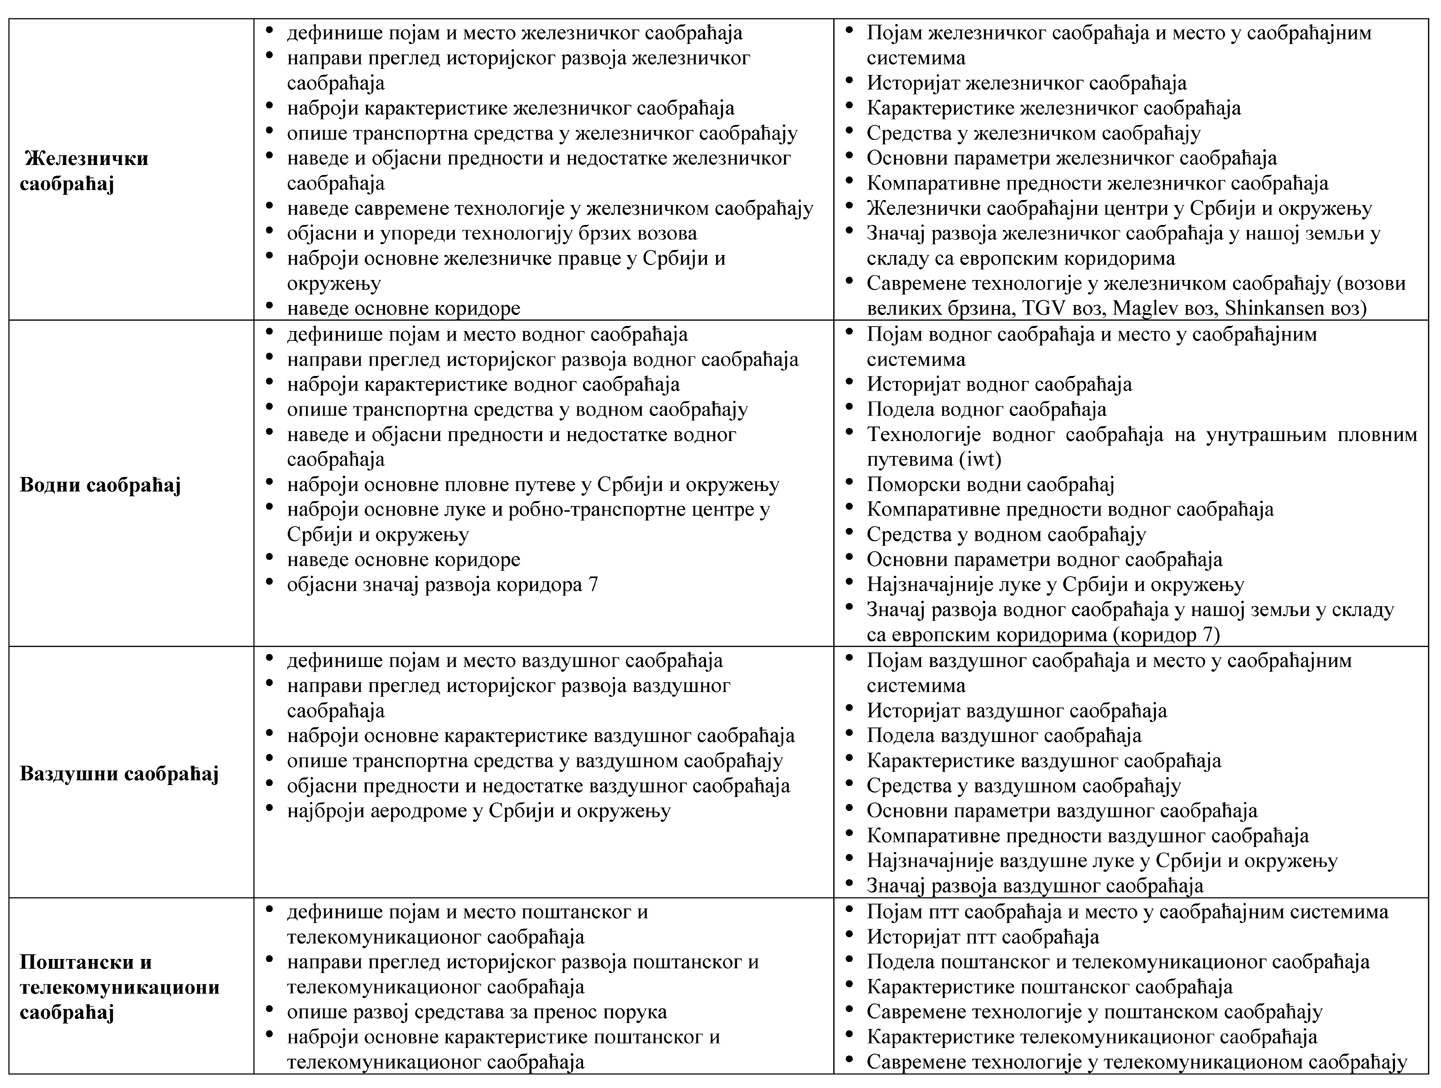 Железнички
саобраћај
• дефинише појам и место железничког саобраћаја
• направи преглед историјског развоја железничког
саобраћаја
• наброји карактеристике железничког саобраћаја
• опише транспортна средства у железничког саобраћају
• наведе и објасни предности и недостатке железничког
саобраћаја
• наведе савремене технологије у железничком саобраћају
• објасни и упореди технологију брзих возова
• наброји основне железничке правце у Србији и
окружењу
• наведе основне коридоре
• Појам железничког саобраћаја и место у саобраћајним
системима
• Историјат железничког саобраћаја
• Карактеристике железничког саобраћаја
• Средства у железничком саобраћају
• Основни параметри железничког саобраћаја
• Компаративне предности железничког саобраћаја
• Железнички саобраћајни центри у Србији и окружењу
• Значај развоја железничког саобраћаја у нашој земљи у
складу са европским коридорима
• Савремене технологије у железничком саобраћају (возови
великих брзина, TGV воз, Maglev воз, Shinkansen воз)
Водни саобраћај
• дефинише појам и место водног саобраћаја
• направи преглед историјског развоја водног саобраћаја
• наброји карактеристике водног саобраћаја
• опише транспортна средства у водном саобраћају
• наведе и објасни предности и недостатке водног
саобраћаја
• наброји основне пловне путеве у Србији и окружењу
• наброји основне луке и робно-транспортне центре у
Србији и окружењу
• наведе основне коридоре
• објасни значај развоја коридора 7
• Појам водног саобраћаја и место у саобраћајним
системима
• Историјат водног саобраћаја
• Подела водног саобраћаја
• Технологије водног саобраћаја на унутрашњим пловним
путевима (iwt)
• Поморски водни саобраћај
• Компаративне предности водног саобраћаја
• Средства у водном саобраћају
• Основни параметри водног саобраћаја
• Најзначајније луке у Србији и окружењу
• Значај развоја водног саобраћаја у нашој земљи у складу
са европским коридорима (коридор 7)
Ваздушни саобраћај
• дефинише појам и место ваздушног саобраћаја
• направи преглед историјског развоја ваздушног
саобраћаја
• наброји основне карактеристике ваздушног саобраћаја
• опише транспортна средства у ваздушном саобраћају
• објасни предности и недостатке ваздушног саобраћаја
• најброји аеродроме у Србији и окружењу
• Појам ваздушног саобраћаја и место у саобраћајним
системима
• Историјат ваздушног саобраћаја
• Подела ваздушног саобраћаја
• Карактеристике ваздушног саобраћаја
• Средства у ваздушном саобраћају
• Основни параметри ваздушног саобраћаја
• Компаративне предности ваздушног саобраћаја
• Најзначајније ваздушне луке у Србији и окружењу
• Значај развоја ваздушног саобраћаја
Поштански и
телекомуникациони
саобраћај
• дефинише појам и место поштанског и
телекомуникационог саобраћаја
• направи преглед историјског развоја поштанског и
телекомуникационог саобраћаја
• опише развој средстава за пренос порука
• наброји основне карактеристике поштанског и
телекомуникационог саобраћаја
• Појам птт саобраћаја и место у саобраћајним системима
• Историјат птт саобраћаја
• Подела поштанског и телекомуникационог саобраћаја
• Карактеристике поштанског саобраћаја
• Савремене технологије у поштанском саобраћају
• Карактеристике телекомуникационог саобраћаја
• Савремене технологије у телекомуникационом саобраћају